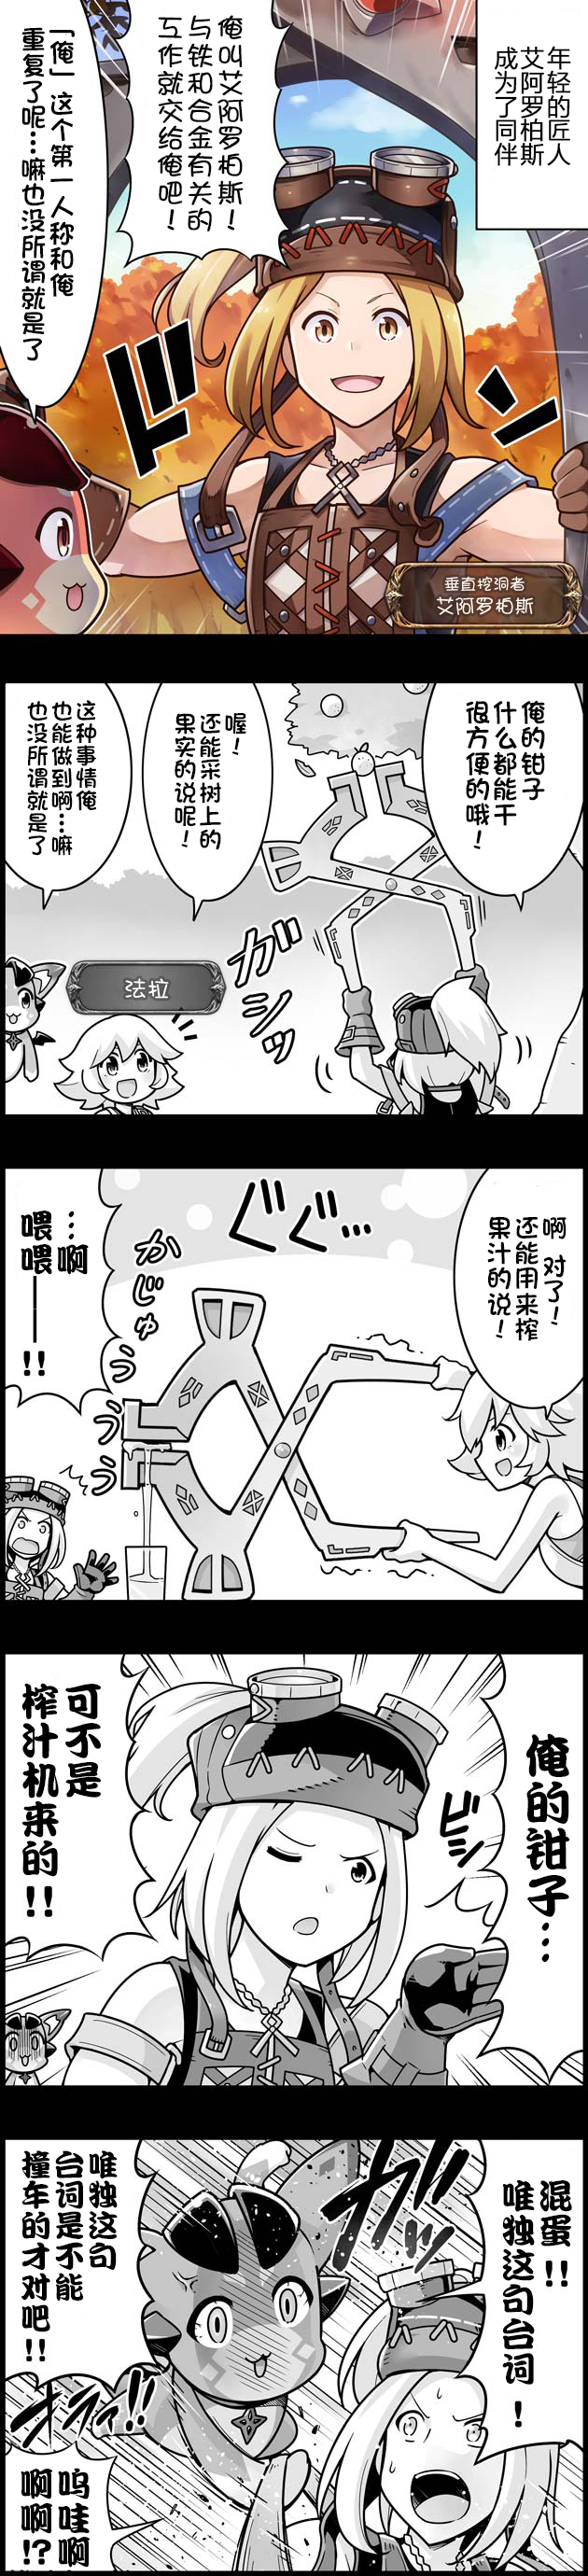 年轻的匠人
艾阿罗柏斯
成为了同伴
俺叫艾阿罗柏斯！
与铁和合金有关的
工作就交给俺吧！
「俺」这个第一人称和俺
重复了呢…嘛也没所谓就是了
ドン
垂直挖洞者
艾阿罗柏斯
俺的钳子
什么都能干
很方便的哦！
喔！
还能采树上的
果实的说呢！
这种事情俺
也能做到啊…嘛
也没所谓就是了
ガシッ
法拉
啊 对了！
还能用来榨
果汁的说！
ぐぐ…
かじゅううううう
…啊
喂喂——!!
俺的钳子…
ビシ
可不是
榨汁机来的!!
混蛋!!
唯独这句台词！
ガッ
唯独这句
台词是不能
撞车的才对吧!!
オラァ!!
呜哇啊
啊啊!?